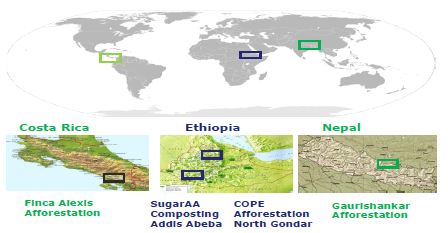 Costa Rica
Ethiopia
Nepal
Finca Alexis
Afforestation
SugarAA
Composting
Addis Abeba
COPE
Afforestation
North Gondar
Gaurishankar
Afforestation